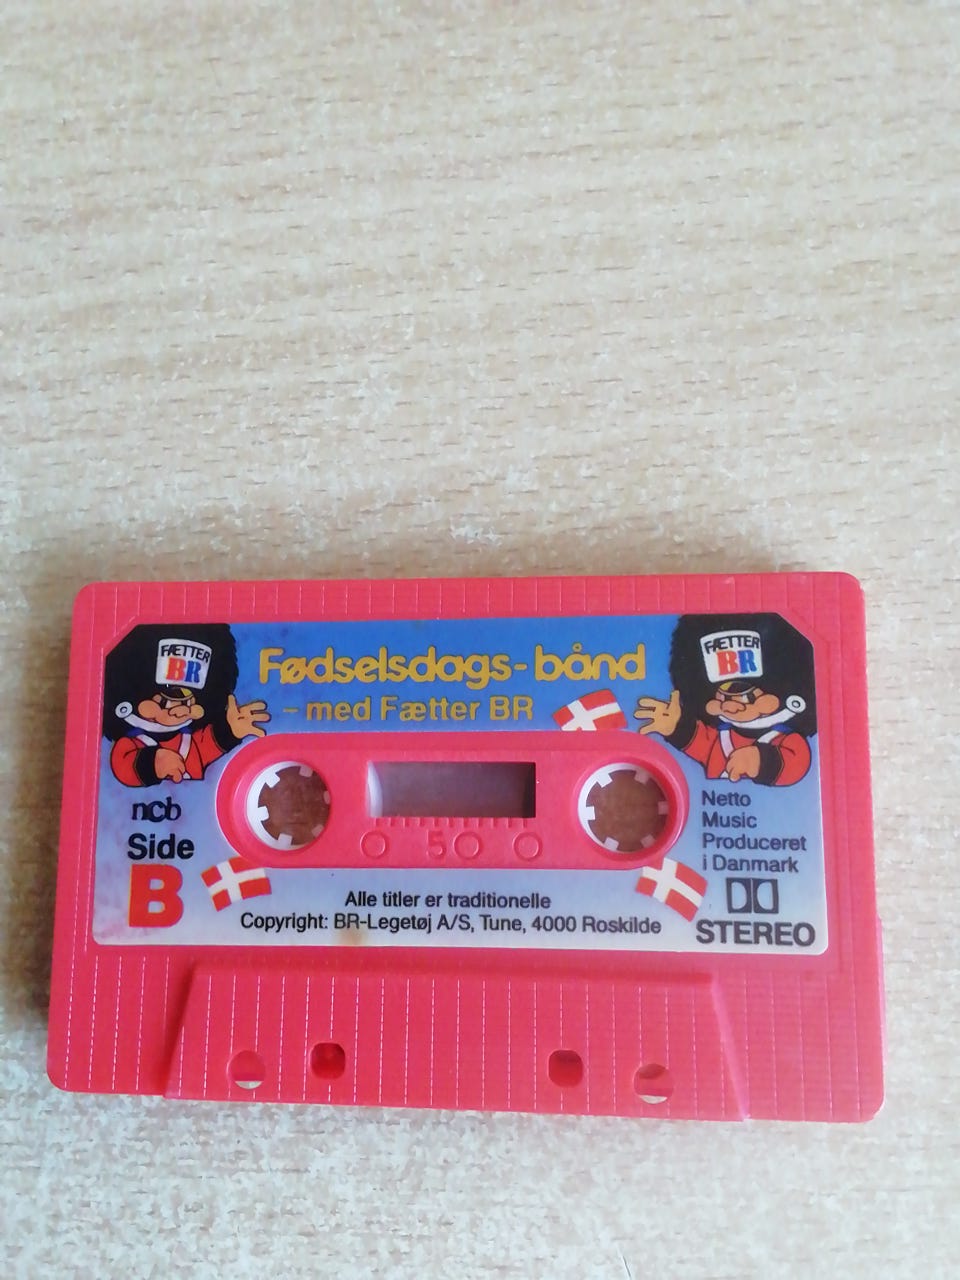 FÆTTER
BR
FÆTTER
BR
Fødselsdags-bånd
- med Fætter BR
50
ncb
Side
B
Netto
Music
Produceret
i Danmark
STEREO
Alle titler er traditionelle
Copyright: BR-Legetøj A/S, Tune, 4000 Roskilde